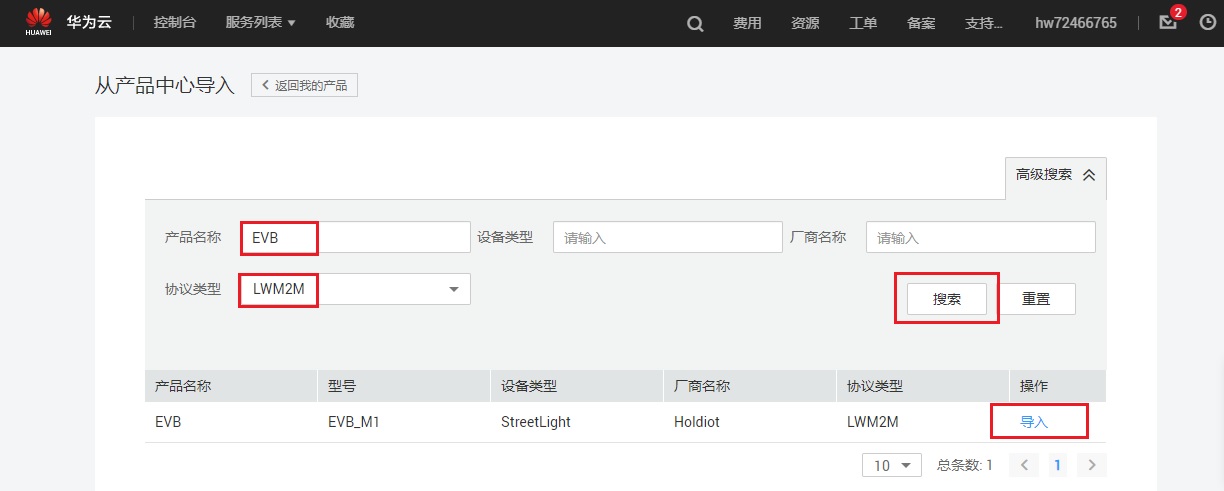 HUAWEI 华为云 控制台 服务列表 收藏 费用 资源 工单 备案 支持... hw72466765 2
从产品中心导入 返回我的产品
高级搜索
产品名称 EVB 设备类型 请输入 厂商名称 请输入
协议类型 LWM2M 搜索 重置
产品名称 型号 设备类型 厂商名称 协议类型 操作
EVB EVB_M1 StreetLight Holdiot LWM2M 导入
10 总条数: 1 1